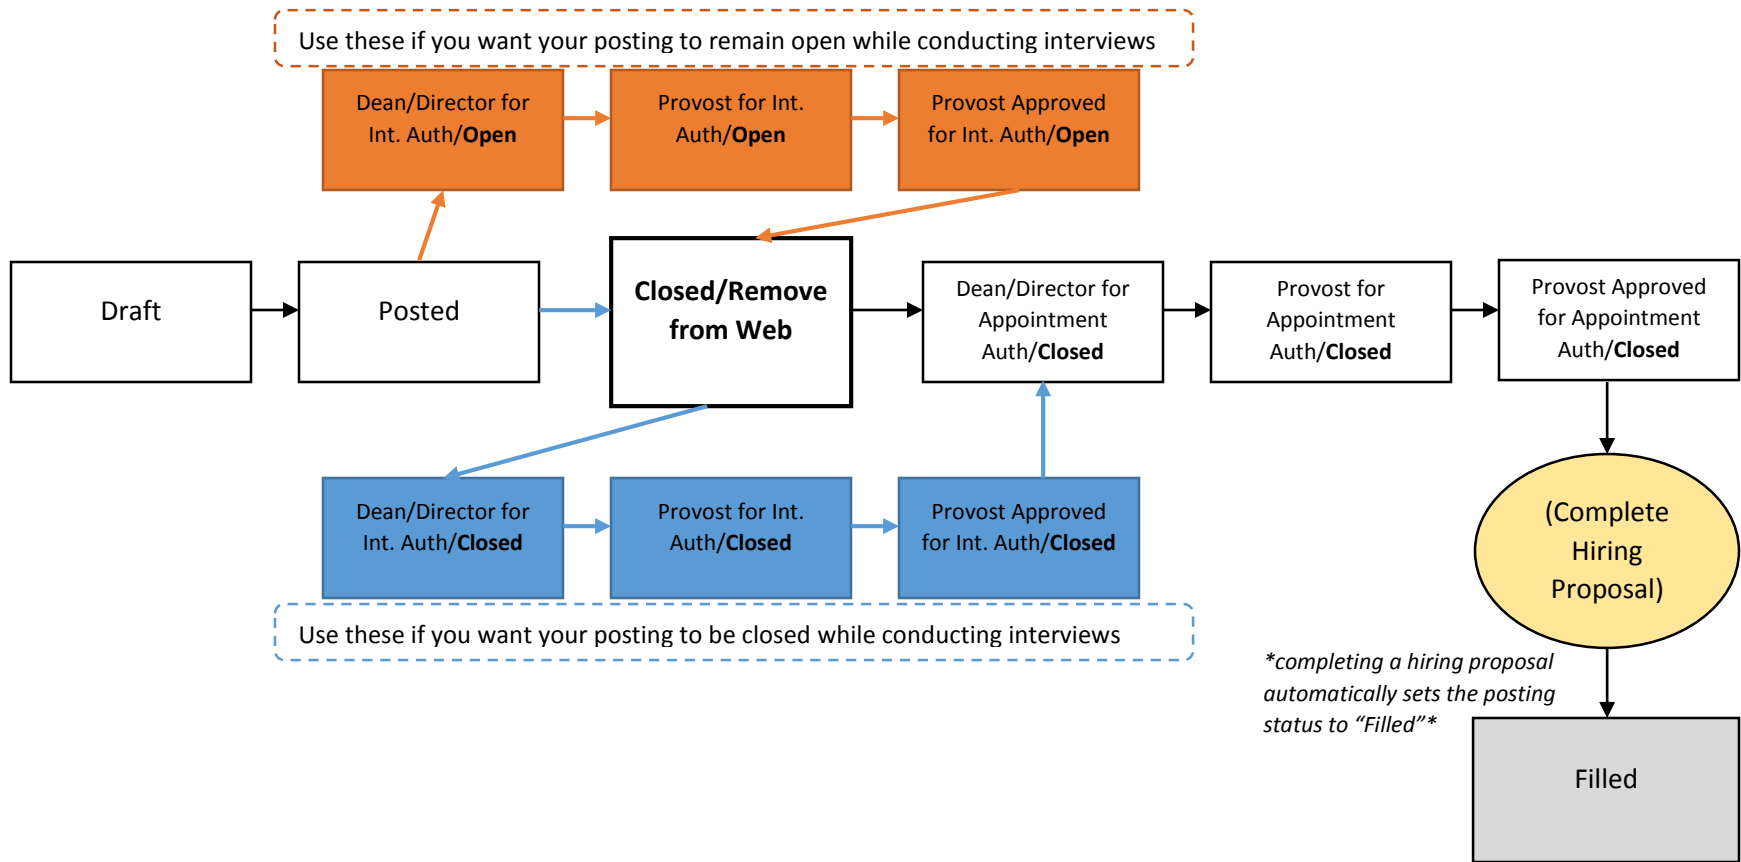 Use these if you want your posting to remain open while conducting interviews
Dean/Director for
Int. Auth/Open
Provost for Int.
Auth/Open
Provost Approved
for Int. Auth/Open
Draft
Posted
Closed/Remove
from Web
Dean/Director for
Appointment
Auth/Closed
Provost for
Appointment
Auth/Closed
Provost Approved
for Appointment
Auth/Closed
Dean/Director for
Int. Auth/Closed
Provost for Int.
Auth/Closed
Provost Approved
for Int. Auth/Closed
Use these if you want your posting to be closed while conducting interviews
(Complete
Hiring
Proposal)
*completing a hiring proposal
automatically sets the posting
status to “Filled”*
Filled